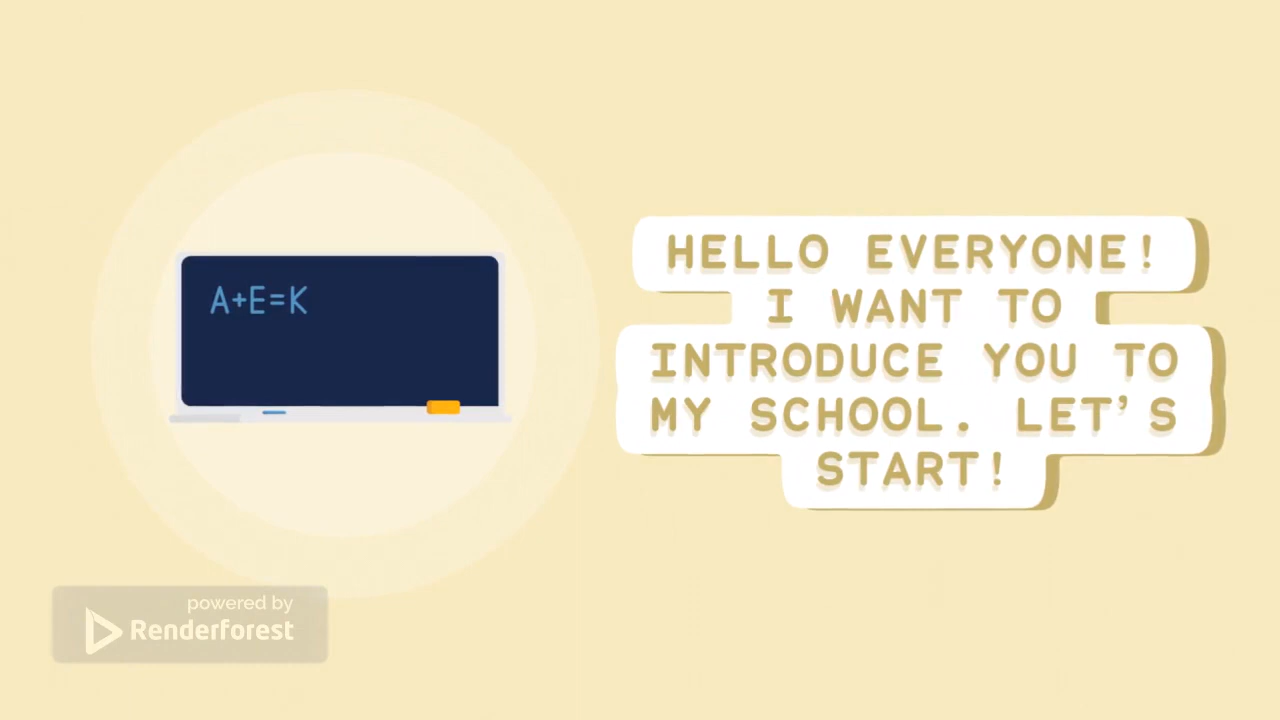 A+E=K
HELLO EVERYONE!
I WANT TO
INTRODUCE YOU TO
MY SCHOOL. LET'S
START!
powered by
Renderforest